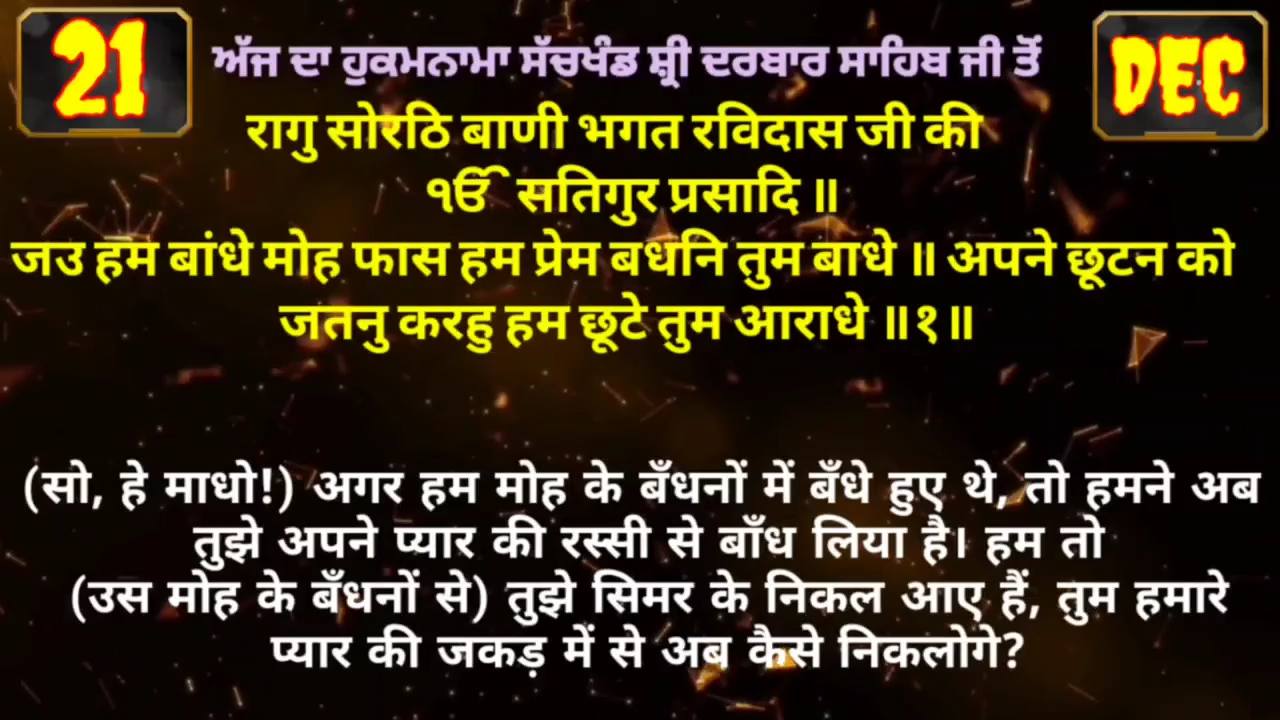 21
ਅੱਜ ਦਾ ਹੁਕਮਨਾਮਾ ਸੱਚਖੰਡ ਸ਼੍ਰੀ ਦਰਬਾਰ ਸਾਹਿਬ ਜੀ ਤੋਂ
DEC
रागु सोरठि बाणी भगत रविदास जी की
ੴ सतिगुर प्रसादि ॥
जउ हम बांधे मोह फास हम प्रेम बधनि तुम बाधे ॥ अपने छूटन को
जतनु करहु हम छूटे तुम आराधे ॥१॥
(सो, हे माधो!) अगर हम मोह के बँधनों में बँधे हुए थे, तो हमने अब
तुझे अपने प्यार की रस्सी से बाँध लिया है। हम तो
(उस मोह के बँधनों से) तुझे सिमर के निकल आए हैं, तुम हमारे
प्यार की जकड़ में से अब कैसे निकलोगे?